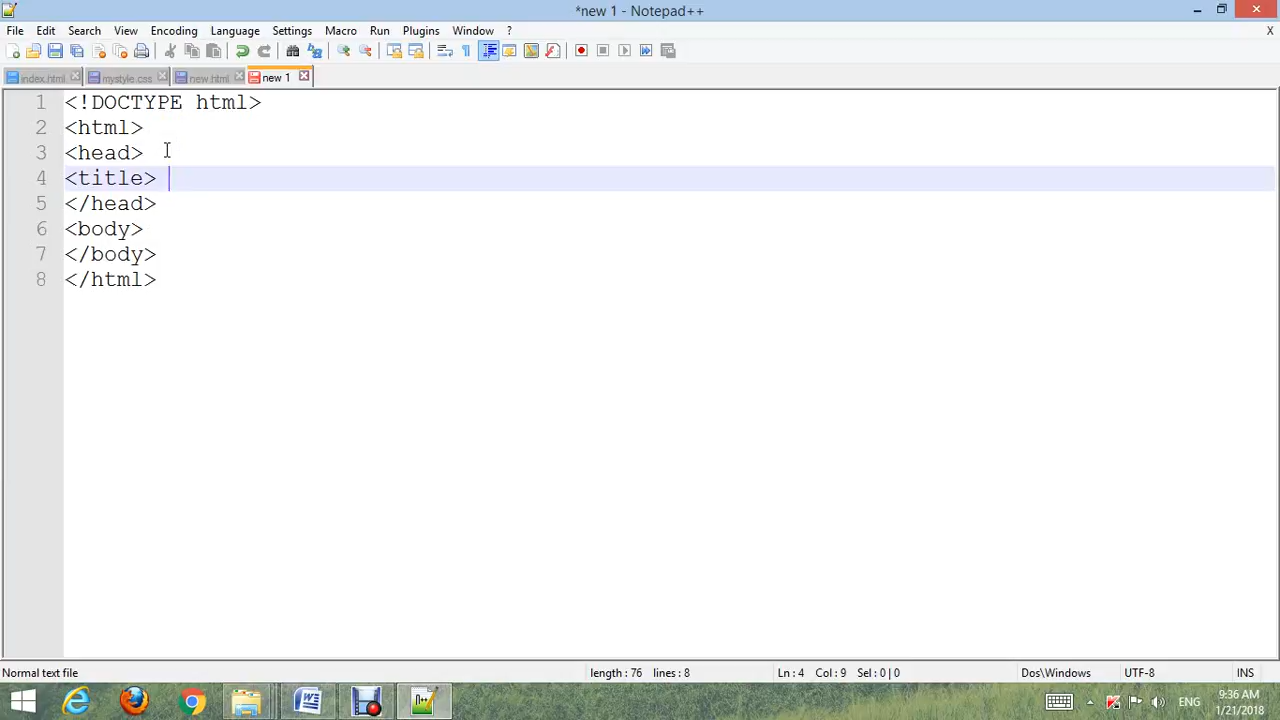 *new 1 - Notepad++
File Edit Search View Encoding Language Settings Macro Run Plugins Window ? X
index.html mystyle.css new.html new 1
1 <!DOCTYPE html>
2 <html>
3 <head>
4 <title>
5 </head>
6 <body>
7 </body>
8 </html>
Normal text file length : 76 lines : 8 Ln : 4 Col : 9 Sel : 0 | 0 Dos\Windows UTF-8 INS
ENG 9:36 AM
1/21/2018